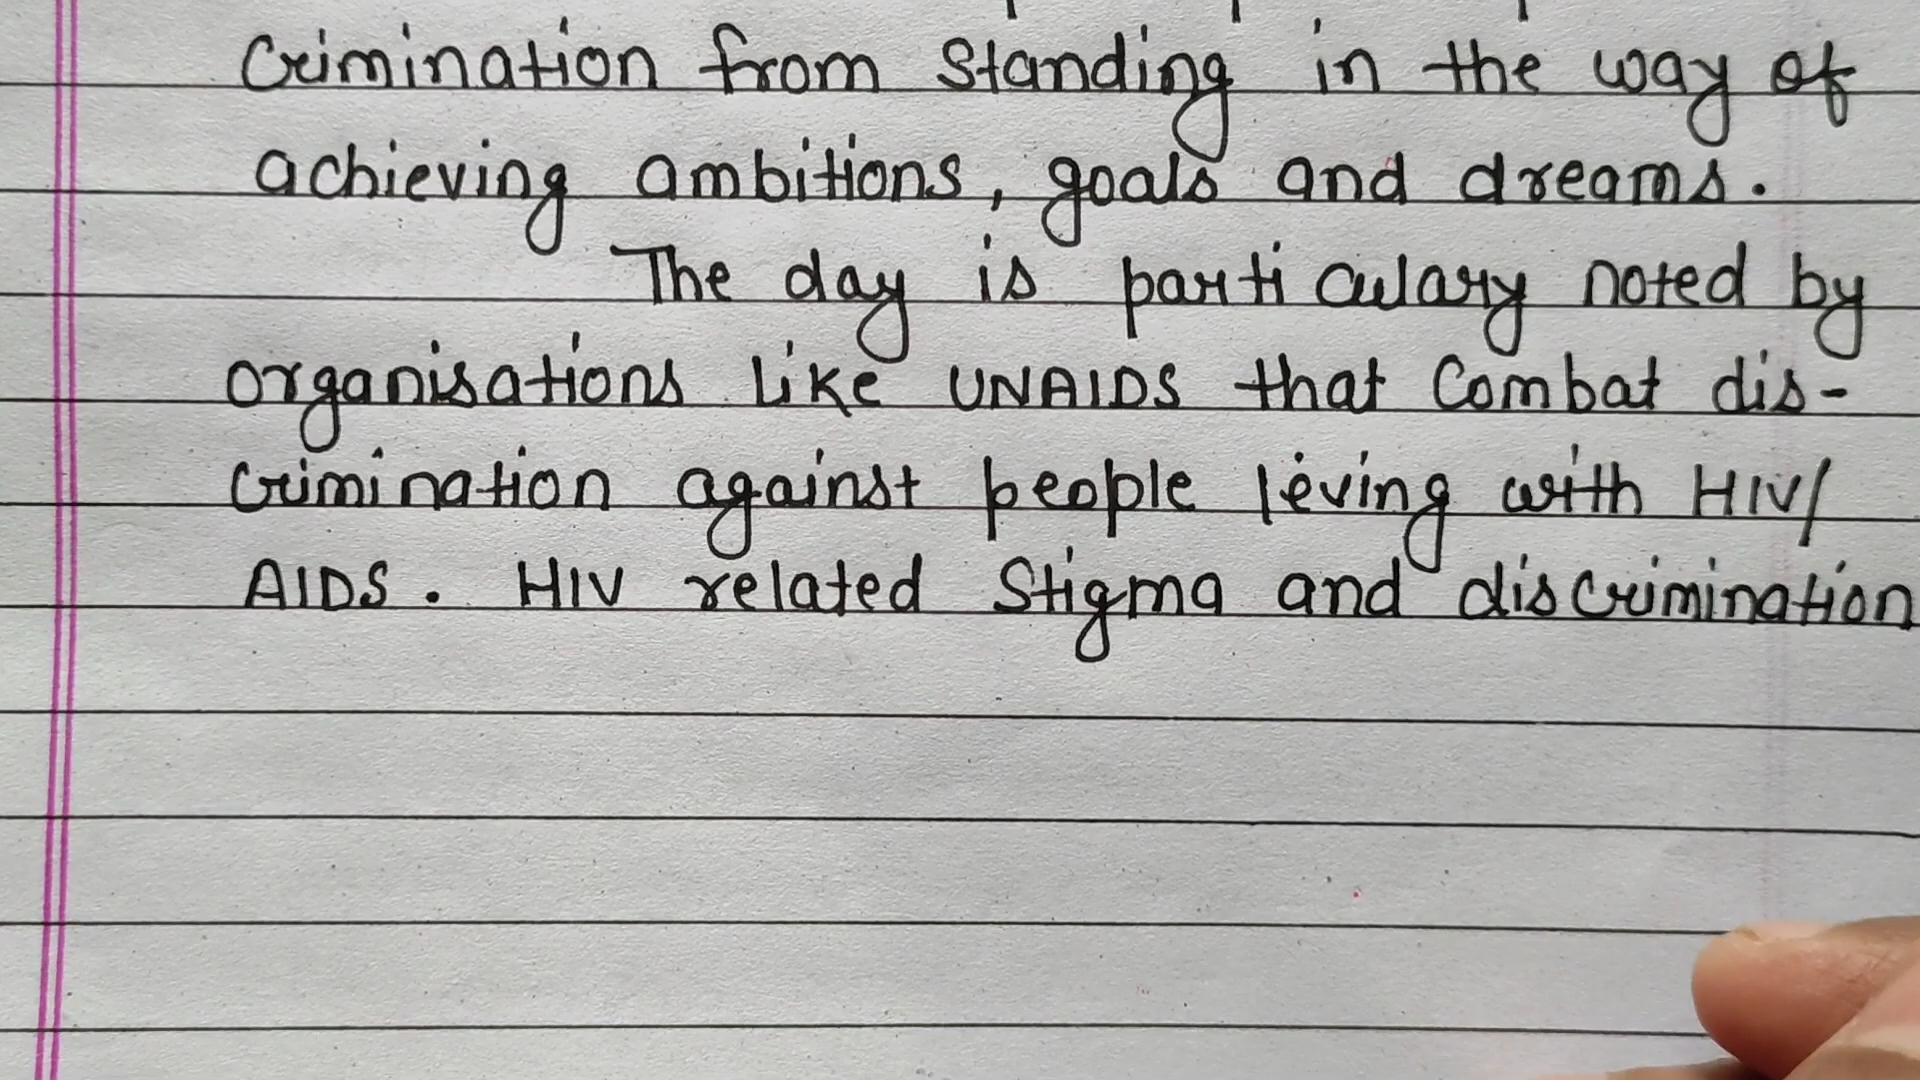 crimination from standing in the way of
achieving ambitions, goals and dreams.
The day is particulary noted by
organisations like UNAIDS that combat dis-
crimination against people leving with HIV/
AIDS. HIV related stigma and discrimination